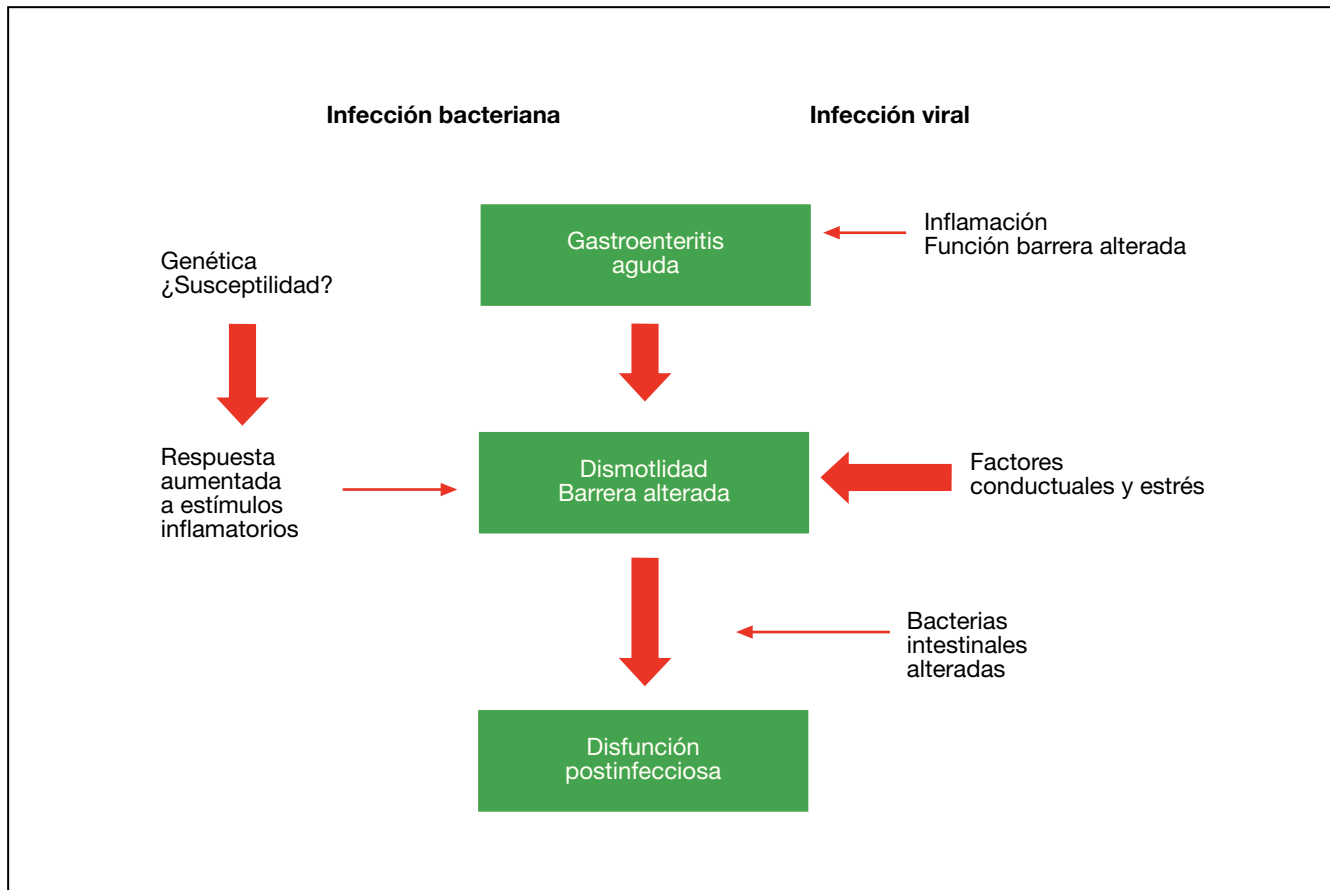 Infección bacteriana
Infección viral
Gastroenteritis
aguda
Inflamación
Función barrera alterada
Genética
¿Susceptilidad?
Respuesta
aumentada
a estímulos
inflamatorios
Dismotlidad
Barrera alterada
Factores
conductuales y estrés
Bacterias
intestinales
alteradas
Disfunción
postinfecciosa